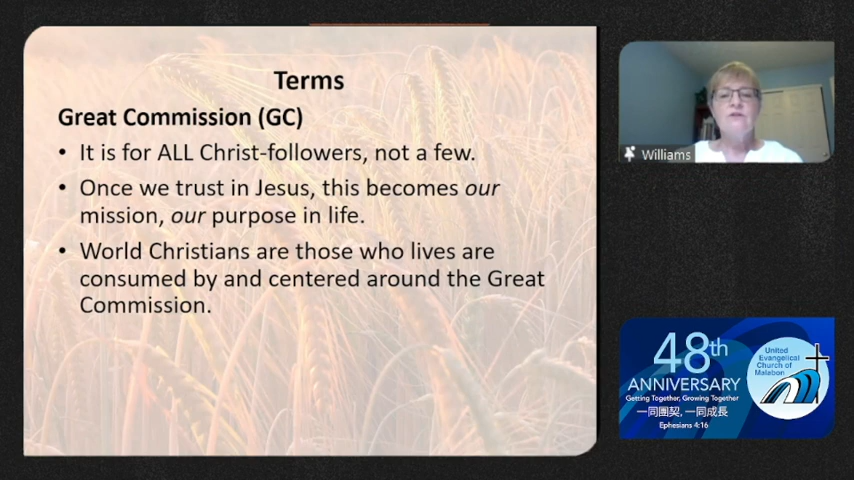 Terms
Great Commission (GC)
• It is for ALL Christ-followers, not a few.
• Once we trust in Jesus, this becomes our
mission, our purpose in life.
• World Christians are those who lives are
consumed by and centered around the Great
Commission.
Williams
48th
ANNIVERSARY
Getting Together, Growing Together
一同團契, 一同成長
Ephesians 4:16
United
Evangelical
Church of
Malabon